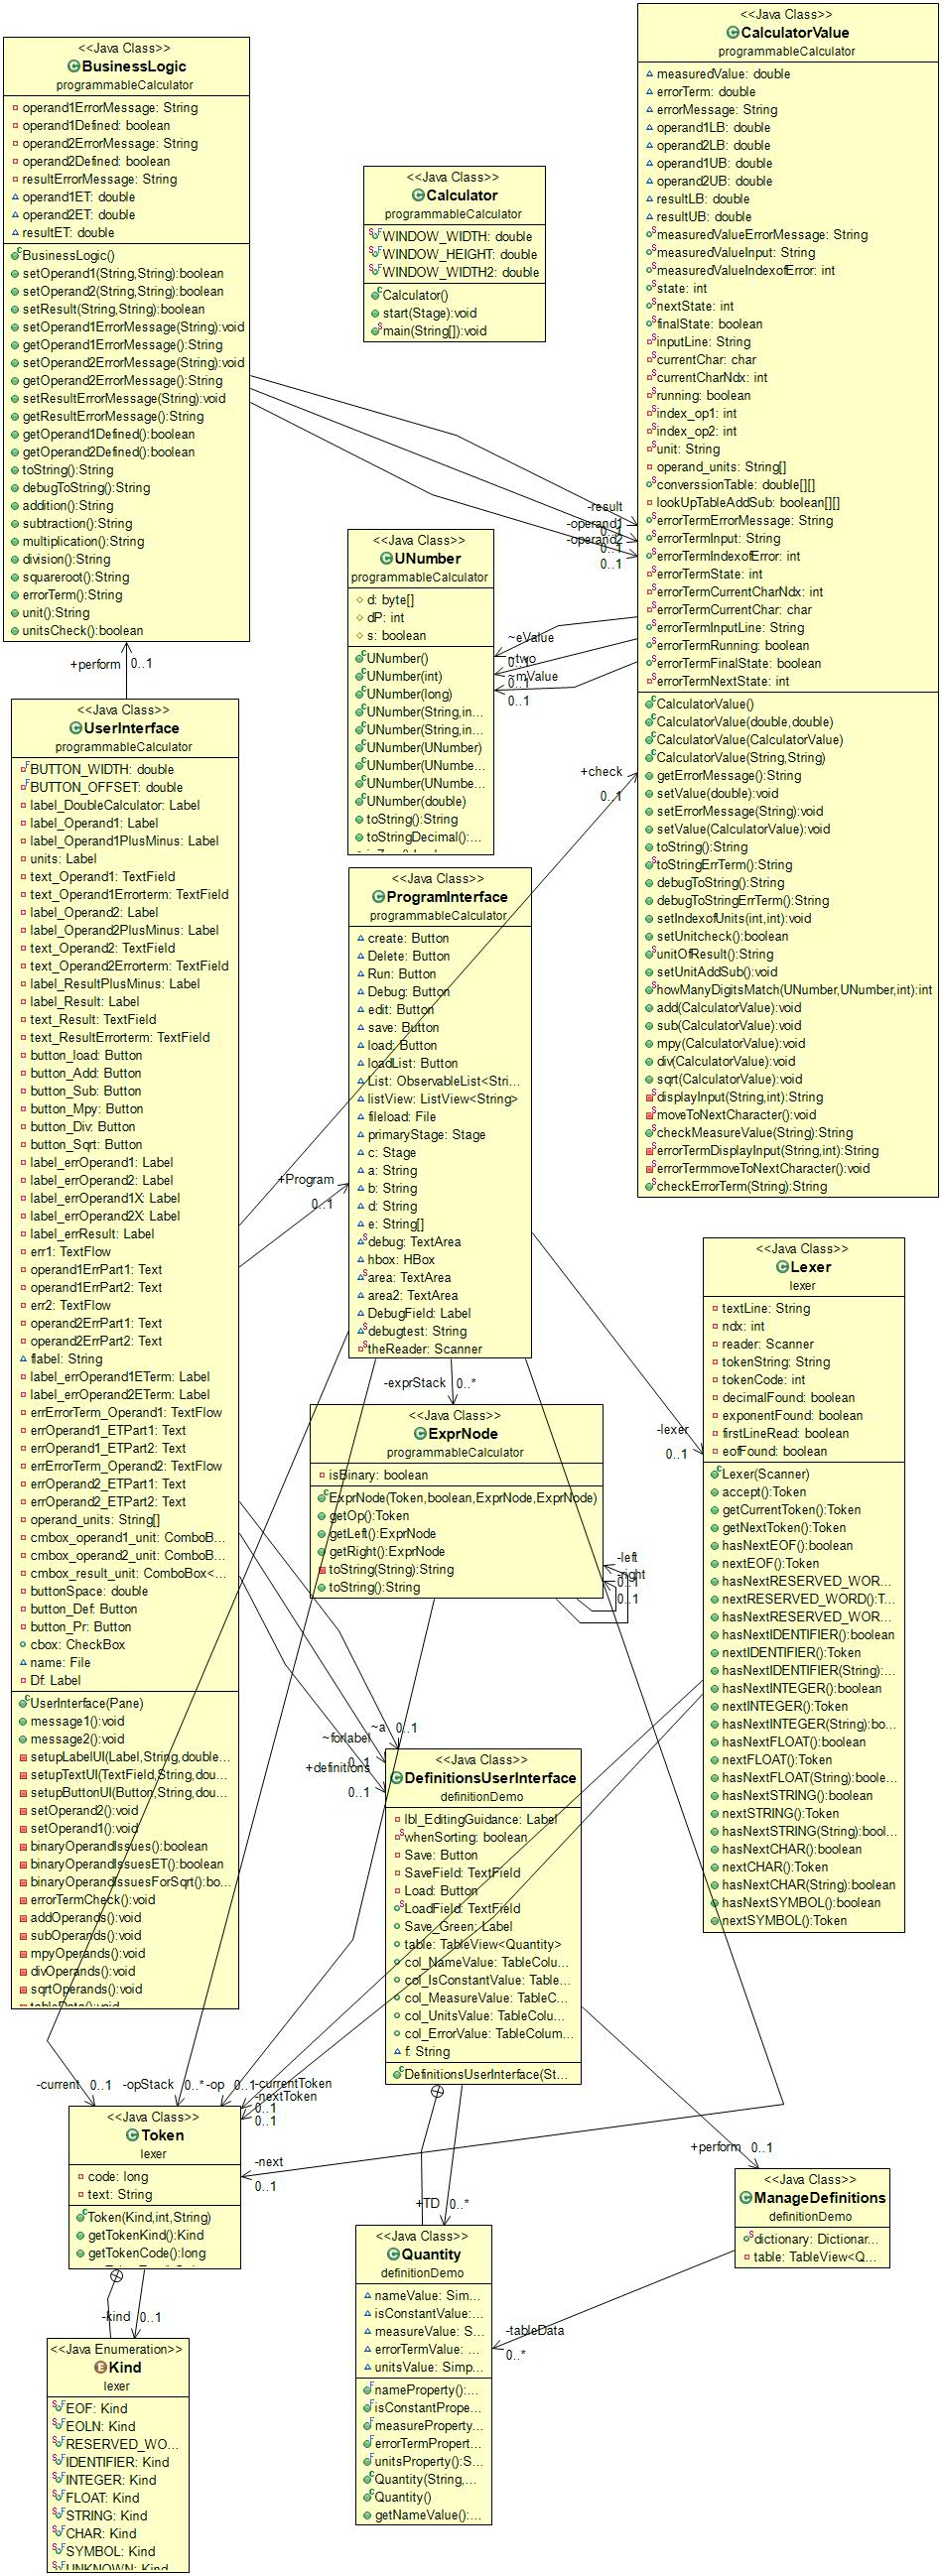 <<Java Class>>
BusinessLogic
programmableCalculator
operand1ErrorMessage: String
operand1Defined: boolean
operand2ErrorMessage: String
operand2Defined: boolean
resultErrorMessage: String
operand1ET: double
operand2ET: double
resultET: double
BusinessLogic()
setOperand1(String,String):boolean
setOperand2(String,String):boolean
setResult(String,String):boolean
setOperand1ErrorMessage(String):void
getOperand1ErrorMessage():String
setOperand2ErrorMessage(String):void
getOperand2ErrorMessage():String
setResultErrorMessage(String):void
getResultErrorMessage():String
getOperand1Defined():boolean
getOperand2Defined():boolean
toString():String
debugToString():String
addition():String
subtraction():String
multiplication():String
division():String
squareroot():String
errorTerm():String
unit():String
unitsCheck():boolean
<<Java Class>>
Calculator
programmableCalculator
WINDOW_WIDTH: double
WINDOW_HEIGHT: double
WINDOW_WIDTH2: double
Calculator()
start(Stage):void
main(String[]):void
<<Java Class>>
CalculatorValue
programmableCalculator
measuredValue: double
errorTerm: double
errorMessage: String
operand1LB: double
operand2LB: double
operand1UB: double
operand2UB: double
resultLB: double
resultUB: double
measuredValueErrorMessage: String
measuredValueInput: String
measuredValueIndexofError: int
state: int
nextState: int
finalState: boolean
inputLine: String
currentChar: char
currentCharNdx: int
running: boolean
index_op1: int
index_op2: int
unit: String
operand_units: String[]
converssionTable: double[][]
lookUpTableAddSub: boolean[][]
errorTermErrorMessage: String
errorTermInput: String
errorTermIndexofError: int
errorTermState: int
errorTermCurrentCharNdx: int
errorTermCurrentChar: char
errorTermInputLine: String
errorTermRunning: boolean
errorTermFinalState: boolean
errorTermNextState: int
CalculatorValue()
CalculatorValue(double,double)
CalculatorValue(CalculatorValue)
CalculatorValue(String,String)
getErrorMessage():String
setValue(double):void
setErrorMessage(String):void
setValue(CalculatorValue):void
toString():String
toStringErrTerm():String
debugToString():String
debugToStringErrTerm():String
setIndexofUnits(int,int):void
setUnitcheck():boolean
unitOfResult():String
setUnitAddSub():void
howManyDigitsMatch(UNumber,UNumber,int):int
add(CalculatorValue):void
sub(CalculatorValue):void
mpy(CalculatorValue):void
div(CalculatorValue):void
sqrt(CalculatorValue):void
displayInput(String,int):String
moveToNextCharacter():void
checkMeasureValue(String):String
errorTermDisplayInput(String,int):String
errorTermmoveToNextCharacter():void
checkErrorTerm(String):String
-result
0..1
-operand1
0..1
-operand2
0..1
<<Java Class>>
UNumber
programmableCalculator
d: byte[]
dP: int
s: boolean
UNumber()
UNumber(int)
UNumber(long)
UNumber(String,in...
UNumber(String,in...
UNumber(UNumber)
UNumber(UNumbe...
UNumber(UNumbe...
UNumber(double)
toString():String
toStringDecimal():...
~eValue
0..1
~two
0..1
~mValue
0..1
+perform
0..1
+check
0..1
<<Java Class>>
UserInterface
programmableCalculator
BUTTON_WIDTH: double
BUTTON_OFFSET: double
label_DoubleCalculator: Label
label_Operand1: Label
label_Operand1PlusMinus: Label
units: Label
text_Operand1: TextField
text_Operand1Errorterm: TextField
label_Operand2: Label
label_Operand2PlusMinus: Label
text_Operand2: TextField
text_Operand2Errorterm: TextField
label_ResultPlusMinus: Label
label_Result: Label
text_Result: TextField
text_ResultErrorterm: TextField
button_load: Button
button_Add: Button
button_Sub: Button
button_Mpy: Button
button_Div: Button
button_Sqrt: Button
label_errOperand1: Label
label_errOperand2: Label
label_errOperand1X: Label
label_errOperand2X: Label
label_errResult: Label
err1: TextFlow
operand1ErrPart1: Text
operand1ErrPart2: Text
err2: TextFlow
operand2ErrPart1: Text
operand2ErrPart2: Text
flabel: String
label_errOperand1ETerm: Label
label_errOperand2ETerm: Label
errErrorTerm_Operand1: TextFlow
errOperand1_ETPart1: Text
errOperand1_ETPart2: Text
errErrorTerm_Operand2: TextFlow
errOperand2_ETPart1: Text
errOperand2_ETPart2: Text
operand_units: String[]
cmbox_operand1_unit: ComboB...
cmbox_operand2_unit: ComboB...
cmbox_result_unit: ComboBox<...
buttonSpace: double
button_Def: Button
button_Pr: Button
cbox: CheckBox
name: File
Df: Label
UserInterface(Pane)
message1():void
message2():void
setupLabelUI(Label,String,double...
setupTextUI(TextField,String,dou...
setupButtonUI(Button,String,dou...
setOperand2():void
setOperand1():void
binaryOperandIssues():boolean
binaryOperandIssuesET():boolean
binaryOperandIssuesForSqrt():bo...
errorTermCheck():void
addOperands():void
subOperands():void
mpyOperands():void
divOperands():void
sqrtOperands():void
<<Java Class>>
ProgramInterface
programmableCalculator
create: Button
Delete: Button
Run: Button
Debug: Button
edit: Button
save: Button
load: Button
loadList: Button
List: ObservableList<Stri...
listView: ListView<String>
fileload: File
primaryStage: Stage
c: Stage
a: String
b: String
d: String
e: String[]
debug: TextArea
hbox: HBox
area: TextArea
area2: TextArea
DebugField: Label
debugtest: String
theReader: Scanner
+Program
0..1
-exprStack
0..*
-lexer
0..1
<<Java Class>>
ExprNode
programmableCalculator
isBinary: boolean
ExprNode(Token,boolean,ExprNode,ExprNode)
getOp():Token
getLeft():ExprNode
getRight():ExprNode
toString(String):String
toString():String
-left
0..1
-right
0..1
<<Java Class>>
Lexer
lexer
textLine: String
ndx: int
reader: Scanner
tokenString: String
tokenCode: int
decimalFound: boolean
exponentFound: boolean
firstLineRead: boolean
eofFound: boolean
Lexer(Scanner)
accept():Token
getCurrentToken():Token
getNextToken():Token
hasNextEOF():boolean
nextEOF():Token
hasNextRESERVED_WOR...
nextRESERVED_WORD():T...
hasNextRESERVED_WOR...
hasNextIDENTIFIER():boolean
nextIDENTIFIER():Token
hasNextIDENTIFIER(String):...
hasNextINTEGER():boolean
nextINTEGER():Token
hasNextINTEGER(String):bo...
hasNextFLOAT():boolean
nextFLOAT():Token
hasNextFLOAT(String):boole...
hasNextSTRING():boolean
nextSTRING():Token
hasNextSTRING(String):bool...
hasNextCHAR():boolean
nextCHAR():Token
hasNextCHAR(String):boolean
hasNextSYMBOL():boolean
nextSYMBOL():Token
~a
0..1
~forlabel
0..1
+definitions
0..1
<<Java Class>>
DefinitionsUserInterface
definitionDemo
lbl_EditingGuidance: Label
whenSorting: boolean
Save: Button
SaveField: TextField
Load: Button
LoadField: TextField
Save_Green: Label
table: TableView<Quantity>
col_NameValue: TableColu...
col_IsConstantValue: Table...
col_MeasureValue: TableC...
col_UnitsValue: TableColu...
col_ErrorValue: TableColumn...
f: String
DefinitionsUserInterface(St...
-current
0..1
-opStack
0..*
-op
0..1
-currentToken
0..1
-nextToken
0..1
-next
0..1
<<Java Class>>
Token
lexer
code: long
text: String
Token(Kind,int,String)
getTokenKind():Kind
getTokenCode():long
-kind
0..1
+perform
0..1
<<Java Class>>
ManageDefinitions
definitionDemo
dictionary: Dictionar...
table: TableView<Q...
+TD
0..*
-tableData
0..*
<<Java Class>>
Quantity
definitionDemo
nameValue: Sim...
isConstantValue:...
measureValue: S...
errorTermValue: ...
unitsValue: Simp...
nameProperty():...
isConstantPrope...
measureProperty...
errorTermPropert...
unitsProperty():S...
Quantity(String,...
Quantity()
getNameValue():...
<<Java Enumeration>>
Kind
lexer
EOF: Kind
EOLN: Kind
RESERVED_WO...
IDENTIFIER: Kind
INTEGER: Kind
FLOAT: Kind
STRING: Kind
CHAR: Kind
SYMBOL: Kind
UNKNOWN: Kind